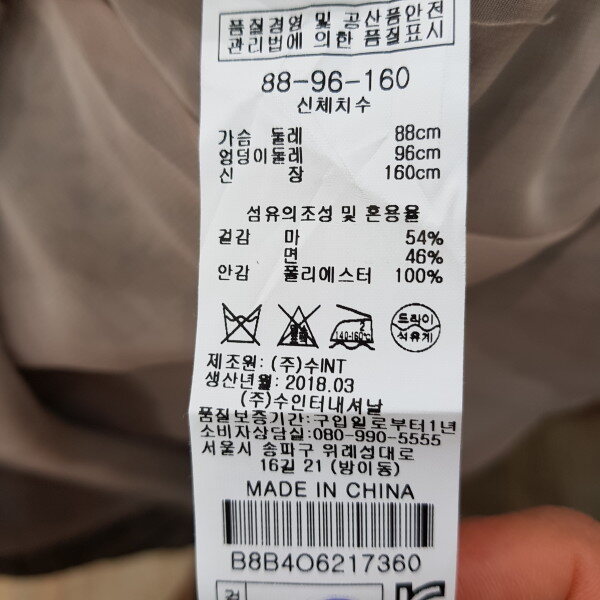 품질경영 및 공산품안전
관리법에 의한 품질표시
88-96-160
신체치수
가슴 둘레 88cm
엉덩이둘레 96cm
신 장 160cm
섬유의조성 및 혼용율
겉감 마 54%
면 46%
안감 폴리에스터 100%
드라이
석유계
2
140-160℃
제조원: (주)수INT
생산년월: 2018.03
(주)수인터내셔날
품질보증기간: 구입일로부터1년
소비자상담실:080-990-5555
서울시 송파구 위례성대로
16길 21 (방이동)
MADE IN CHINA
B8B4O6217360